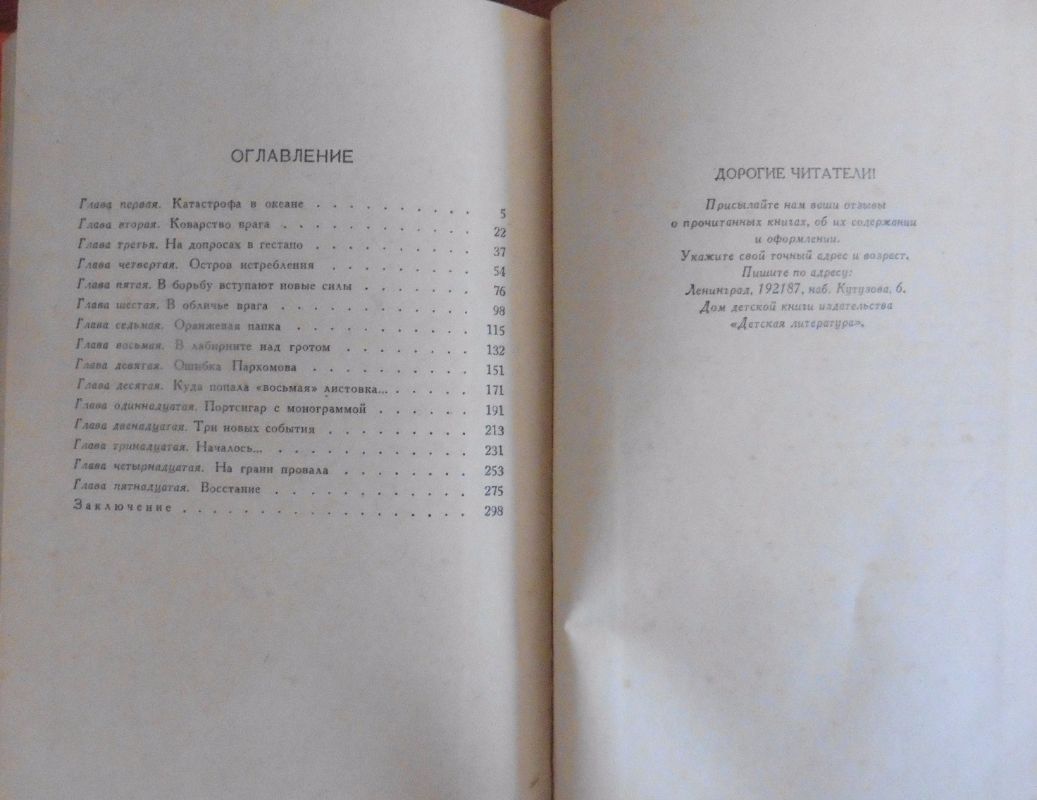 ОГЛАВЛЕНИЕ
Глава первая. Катастрофа в океане . . . . . . . . . . 5
Глава вторая. Коварство врага . . . . . . . . . . . . 22
Глава третья. На допросах в гестапо . . . . . . . . . 37
Глава четвертая. Остров истребления . . . . . . . . . 54
Глава пятая. В борьбу вступают новые силы . . . . . . 76
Глава шестая. В обличье врага . . . . . . . . . . . . 98
Глава седьмая. Оранжевая папка . . . . . . . . . . . 115
Глава восьмая. В лабиринте над гротом . . . . . . . . 132
Глава девятая. Ошибка Пархомова . . . . . . . . . . . 151
Глава десятая. Куда попала «восьмая» листовка... . . . . . 171
Глава одиннадцатая. Портсигар с монограммой . . . . . . 191
Глава двенадцатая. Три новых события . . . . . . . . . 213
Глава тринадцатая. Началось... . . . . . . . . . . . . 231
Глава четырнадцатая. На грани провала . . . . . . . . 253
Глава пятнадцатая. Восстание . . . . . . . . . . . . 275
Заключение . . . . . . . . . . . . . . . . . 298
ДОРОГИЕ ЧИТАТЕЛИ!
Присылайте нам ваши отзывы
о прочитанных книгах, об их содержании
и оформлении.
Укажите свой точный адрес и возраст.
Пишите по адресу:
Ленинград, 192187, наб. Кутузова, 6.
Дом детской книги издательства
«Детская литература».